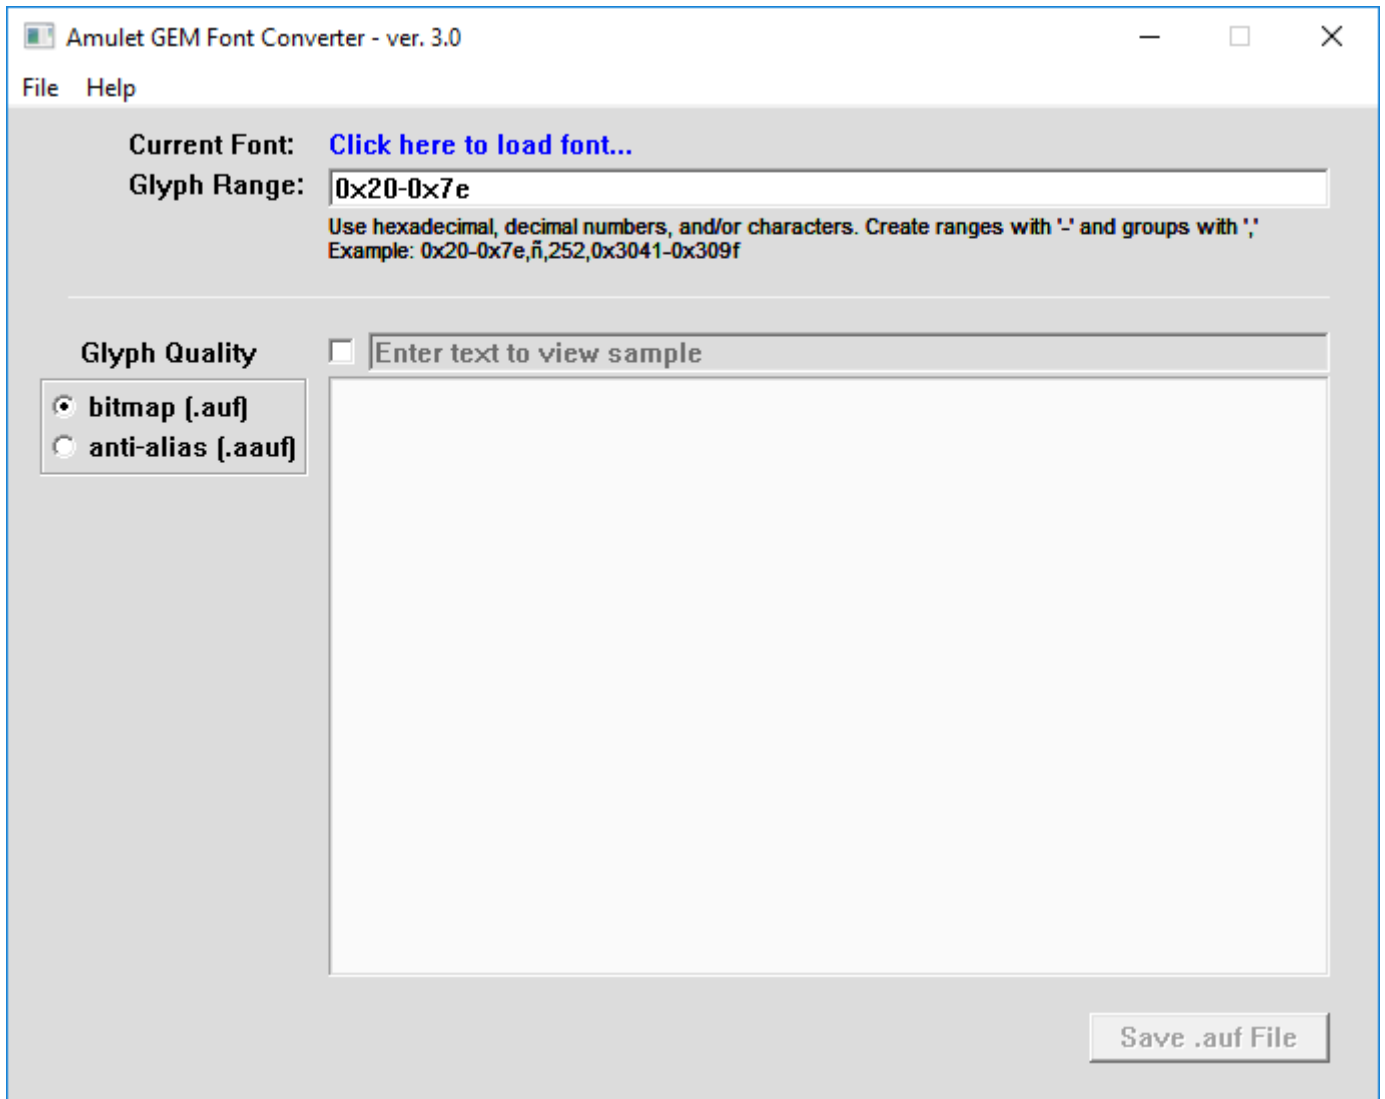 Amulet GEM Font Converter - ver. 3.0
File Help
Current Font: Click here to load font...
Glyph Range: 0x20-0x7e
Use hexadecimal, decimal numbers, and/or characters. Create ranges with '-' and groups with ','
Example: 0x20-0x7e,ñ,252,0x3041-0x309f
Glyph Quality
Enter text to view sample
bitmap (.auf)
anti-alias (.aauf)
Save .auf File